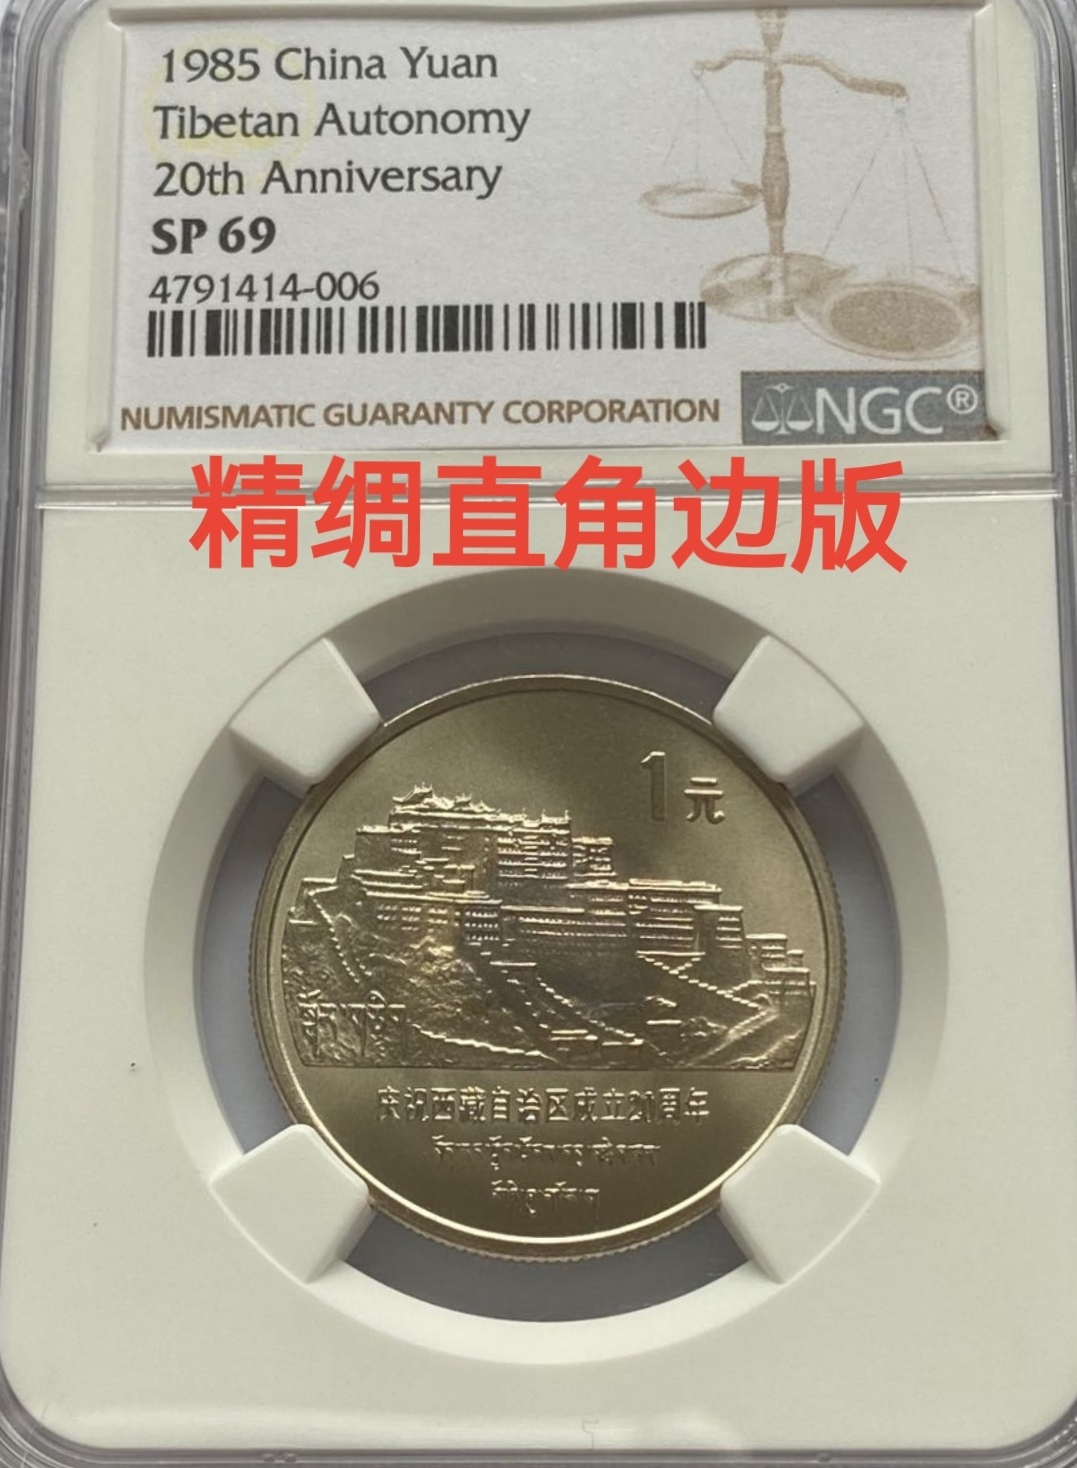 1985 China Yuan
Tibetan Autonomy
20th Anniversary
SP 69
4791414-006
NUMISMATIC GUARANTY CORPORATION
NGC®
精绸直角边版
1元
庆祝西藏自治区成立20周年